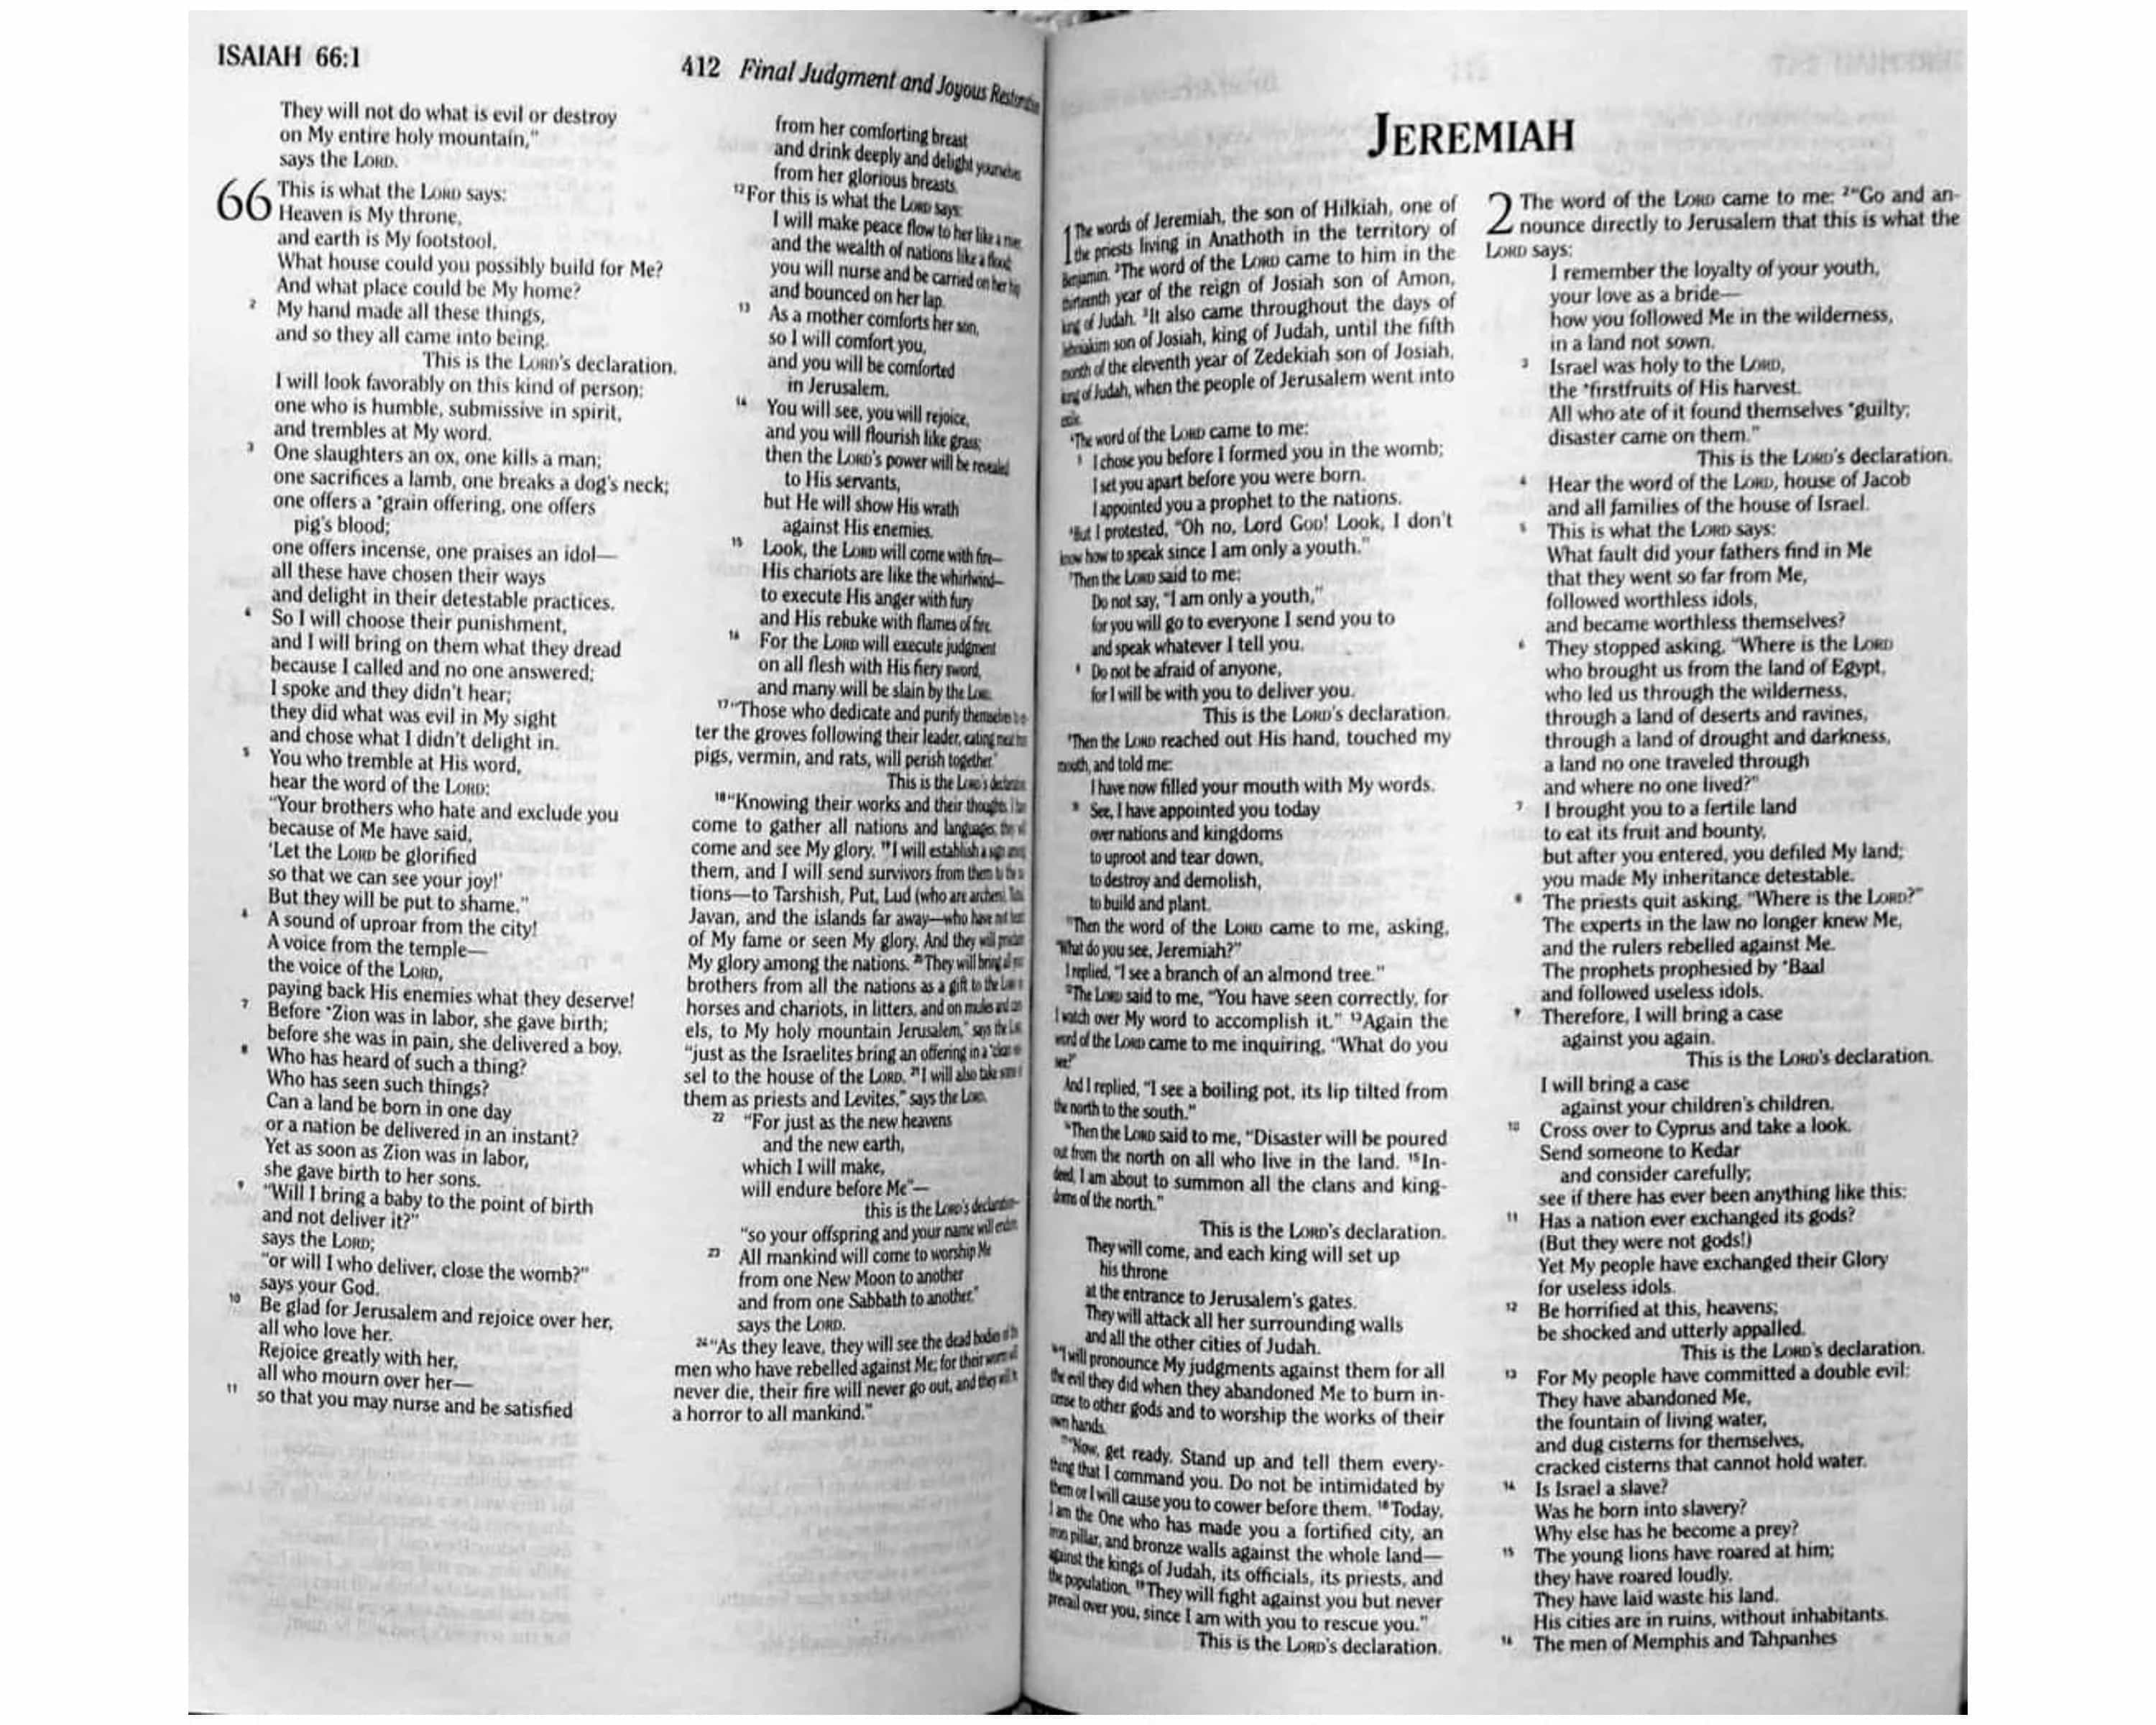 ISAIAH 66:1
412 Final Judgment and Joyous Restoration
They will not do what is evil or destroy
on My entire holy mountain,"
says the LORD.
66 This is what the LORD says:
Heaven is My throne,
and earth is My footstool.
What house could you possibly build for Me?
And what place could be My home?
2 My hand made all these things,
and so they all came into being.
This is the LORD's declaration.
I will look favorably on this kind of person:
one who is humble, submissive in spirit,
and trembles at My word.
3 One slaughters an ox, one kills a man;
one sacrifices a lamb, one breaks a dog's neck;
one offers a *grain offering, one offers
pig's blood;
one offers incense, one praises an idol—
all these have chosen their ways
and delight in their detestable practices.
4 So I will choose their punishment,
and I will bring on them what they dread
because I called and no one answered;
I spoke and they didn't hear;
they did what was evil in My sight
and chose what I didn't delight in.
5 You who tremble at His word,
hear the word of the LORD:
"Your brothers who hate and exclude you
because of Me have said,
'Let the LORD be glorified
so that we can see your joy!'
But they will be put to shame."
6 A sound of uproar from the city!
A voice from the temple—
the voice of the LORD,
paying back His enemies what they deserve!
7 Before *Zion was in labor, she gave birth;
before she was in pain, she delivered a boy.
8 Who has heard of such a thing?
Who has seen such things?
Can a land be born in one day
or a nation be delivered in an instant?
Yet as soon as Zion was in labor,
she gave birth to her sons.
9 "Will I bring a baby to the point of birth
and not deliver it?"
says the LORD;
"or will I who deliver, close the womb?"
says your God.
10 Be glad for Jerusalem and rejoice over her,
all who love her.
Rejoice greatly with her,
all who mourn over her—
11 so that you may nurse and be satisfied
from her comforting breast
and drink deeply and delight yourselves
from her glorious breasts.
12 For this is what the LORD says:
I will make peace flow to her like a river,
and the wealth of nations like a flood;
you will nurse and be carried on her hip
and bounced on her lap.
13 As a mother comforts her son,
so I will comfort you,
and you will be comforted
in Jerusalem.
14 You will see, you will rejoice,
and you will flourish like grass;
then the LORD's power will be revealed
to His servants,
but He will show His wrath
against His enemies.
15 Look, the LORD will come with fire—
His chariots are like the whirlwind—
to execute His anger with fury
and His rebuke with flames of fire.
16 For the LORD will execute judgment
on all flesh with His fiery sword,
and many will be slain by the LORD.
17 "Those who dedicate and purify themselves
ter the groves following their leader, eating meat
pigs, vermin, and rats, will perish together."
This is the LORD's declaration.
18 "Knowing their works and their thoughts, I
come to gather all nations and languages; they
come and see My glory. 19 I will establish a sign among
them, and I will send survivors from them to the
tions—to Tarshish, Put, Lud (who are archers),
Javan, and the islands far away—who have not
of My fame or seen My glory. And they will
My glory among the nations. 20 They will bring all
brothers from all the nations as a gift to the LORD
horses and chariots, in litters, and on mules and
els, to My holy mountain Jerusalem," says the
"just as the Israelites bring an offering in a *clean
sel to the house of the LORD. 21 I will also take some
them as priests and Levites," says the LORD.
22 "For just as the new heavens
and the new earth,
which I will make,
will endure before Me"—
this is the LORD's declaration—
"so your offspring and your name will endure.
23 All mankind will come to worship Me
from one New Moon to another
and from one Sabbath to another,"
says the LORD.
24 "As they leave, they will see the dead bodies of
men who have rebelled against Me; for their worm
never die, their fire will never go out, and they
a horror to all mankind."
JEREMIAH
1 The words of Jeremiah, the son of Hilkiah, one of
the priests living in Anathoth in the territory of
Benjamin. 2 The word of the LORD came to him in the
thirteenth year of the reign of Josiah son of Amon,
king of Judah. 3 It also came throughout the days of
Jehoiakim son of Josiah, king of Judah, until the fifth
month of the eleventh year of Zedekiah son of Josiah,
king of Judah, when the people of Jerusalem went into
exile.
4 The word of the LORD came to me:
5 I chose you before I formed you in the womb;
I set you apart before you were born.
I appointed you a prophet to the nations.
6 But I protested, "Oh no, Lord GOD! Look, I don't
know how to speak since I am only a youth."
7 Then the LORD said to me:
Do not say, "I am only a youth,"
for you will go to everyone I send you to
and speak whatever I tell you.
8 Do not be afraid of anyone,
for I will be with you to deliver you.
This is the LORD's declaration.
9 Then the LORD reached out His hand, touched my
mouth, and told me:
I have now filled your mouth with My words.
10 See, I have appointed you today
over nations and kingdoms
to uproot and tear down,
to destroy and demolish,
to build and plant.
11 Then the word of the LORD came to me, asking,
"What do you see, Jeremiah?"
I replied, "I see a branch of an almond tree."
12 The LORD said to me, "You have seen correctly, for
I watch over My word to accomplish it." 13 Again the
word of the LORD came to me inquiring, "What do you
see?"
And I replied, "I see a boiling pot, its lip tilted from
the north to the south."
14 Then the LORD said to me, "Disaster will be poured
out from the north on all who live in the land. 15 In-
deed, I am about to summon all the clans and king-
doms of the north."
This is the LORD's declaration.
They will come, and each king will set up
his throne
at the entrance to Jerusalem's gates.
They will attack all her surrounding walls
and all the other cities of Judah.
16 "I will pronounce My judgments against them for all
the evil they did when they abandoned Me to burn in-
cense to other gods and to worship the works of their
own hands.
17 "Now, get ready. Stand up and tell them every-
thing that I command you. Do not be intimidated by
them or I will cause you to cower before them. 18 Today,
I am the One who has made you a fortified city, an
iron pillar, and bronze walls against the whole land—
against the kings of Judah, its officials, its priests, and
the population. 19 They will fight against you but never
prevail over you, since I am with you to rescue you."
This is the LORD's declaration.
2 The word of the LORD came to me: 2 "Go and an-
nounce directly to Jerusalem that this is what the
LORD says:
I remember the loyalty of your youth,
your love as a bride—
how you followed Me in the wilderness,
in a land not sown.
3 Israel was holy to the LORD,
the *firstfruits of His harvest.
All who ate of it found themselves *guilty;
disaster came on them."
This is the LORD's declaration.
4 Hear the word of the LORD, house of Jacob
and all families of the house of Israel.
5 This is what the LORD says:
What fault did your fathers find in Me
that they went so far from Me,
followed worthless idols,
and became worthless themselves?
6 They stopped asking, "Where is the LORD
who brought us from the land of Egypt,
who led us through the wilderness,
through a land of deserts and ravines,
through a land of drought and darkness,
a land no one traveled through
and where no one lived?"
7 I brought you to a fertile land
to eat its fruit and bounty,
but after you entered, you defiled My land;
you made My inheritance detestable.
8 The priests quit asking, "Where is the LORD?"
The experts in the law no longer knew Me,
and the rulers rebelled against Me.
The prophets prophesied by *Baal
and followed useless idols.
9 Therefore, I will bring a case
against you again.
This is the LORD's declaration.
I will bring a case
against your children's children.
10 Cross over to Cyprus and take a look.
Send someone to Kedar
and consider carefully;
see if there has ever been anything like this:
11 Has a nation ever exchanged its gods?
(But they were not gods!)
Yet My people have exchanged their Glory
for useless idols.
12 Be horrified at this, heavens;
be shocked and utterly appalled.
This is the LORD's declaration.
13 For My people have committed a double evil:
They have abandoned Me,
the fountain of living water,
and dug cisterns for themselves,
cracked cisterns that cannot hold water.
14 Is Israel a slave?
Was he born into slavery?
Why else has he become a prey?
15 The young lions have roared at him;
they have roared loudly.
They have laid waste his land.
His cities are in ruins, without inhabitants.
16 The men of Memphis and Tahpanhes